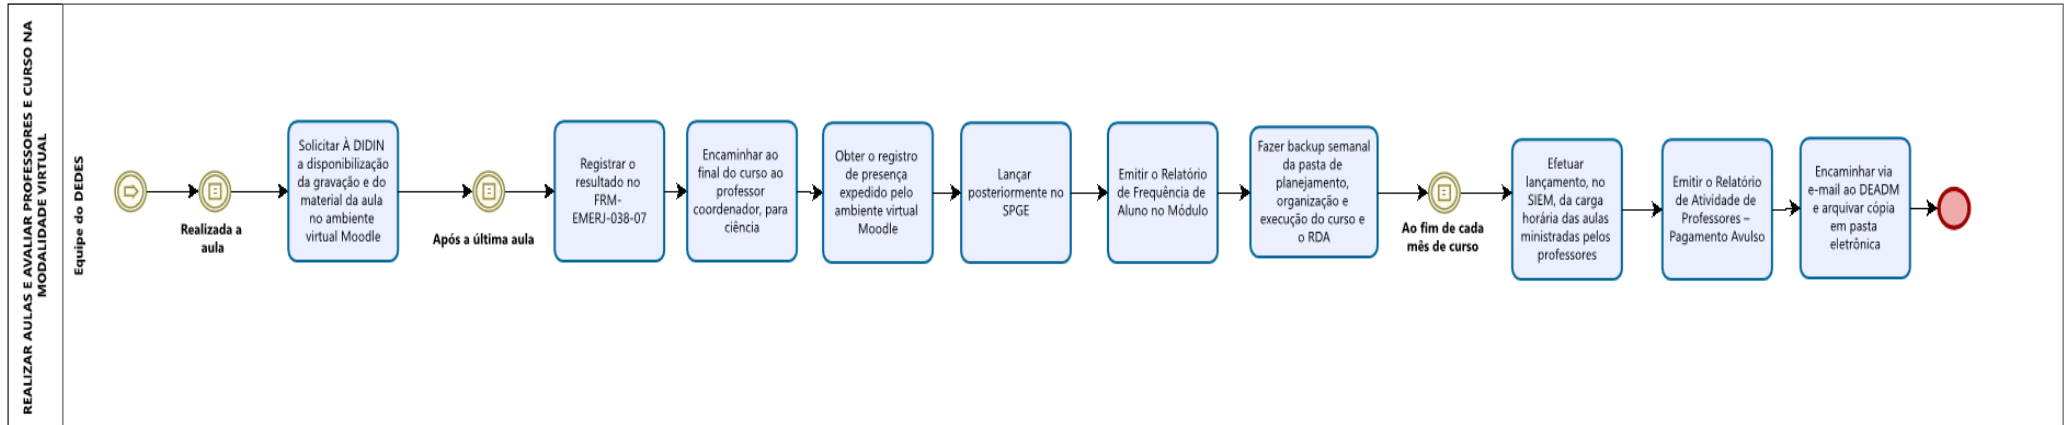 REALIZAR AULAS E AVALIAR PROFESSORES E CURSO NA
MODALIDADE VIRTUAL
Equipe do DEDES
Realizada a
aula
Solicitar À DIDIN
a disponibilização
da gravação e do
material da aula
no ambiente
virtual Moodle
Após a última aula
Registrar o
resultado no
FRM-
EMERJ-038-07
Encaminhar ao
final do curso ao
professor
coordenador, para
ciência
Obter o registro
de presença
expedido pelo
ambiente virtual
Moodle
Lançar
posteriormente no
SPGE
Emitir o Relatório
de Frequência de
Aluno no Módulo
Fazer backup semanal
da pasta de
planejamento,
organização e
execução do curso e
o RDA
Ao fim de cada
mês de curso
Efetuar
lançamento, no
SIEM, da carga
horária das aulas
ministradas pelos
professores
Emitir o Relatório
de Atividade de
Professores –
Pagamento Avulso
Encaminhar via
e-mail ao DEADM
e arquivar cópia
em pasta
eletrônica